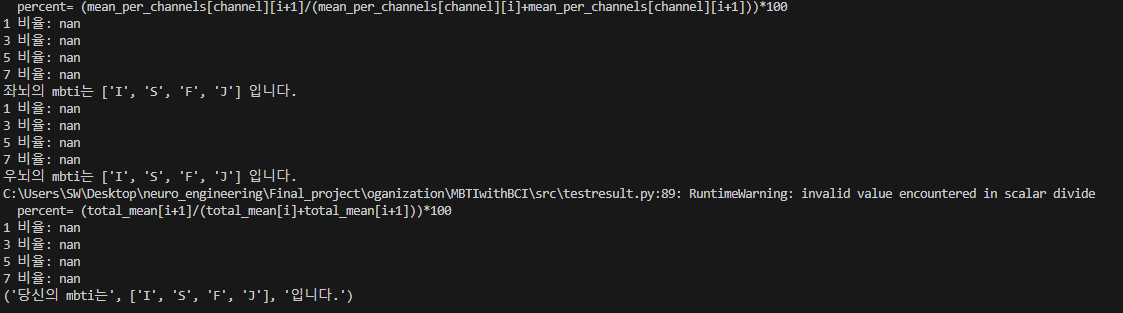 percent= (mean_per_channels[channel][i+1]/(mean_per_channels[channel][i]+mean_per_channels[channel][i+1]))*100
1 비율: nan
3 비율: nan
5 비율: nan
7 비율: nan
좌뇌의 mbti는 ['I', 'S', 'F', 'J'] 입니다.
1 비율: nan
3 비율: nan
5 비율: nan
7 비율: nan
우뇌의 mbti는 ['I', 'S', 'F', 'J'] 입니다.
C:\Users\SW\Desktop\neuro_engineering\Final_project\oganization\MBTIwithBCI\src\testresult.py:89: RuntimeWarning: invalid value encountered in scalar divide
percent= (total_mean[i+1]/(total_mean[i]+total_mean[i+1]))*100
1 비율: nan
3 비율: nan
5 비율: nan
7 비율: nan
('당신의 mbti는', ['I', 'S', 'F', 'J'], '입니다.')